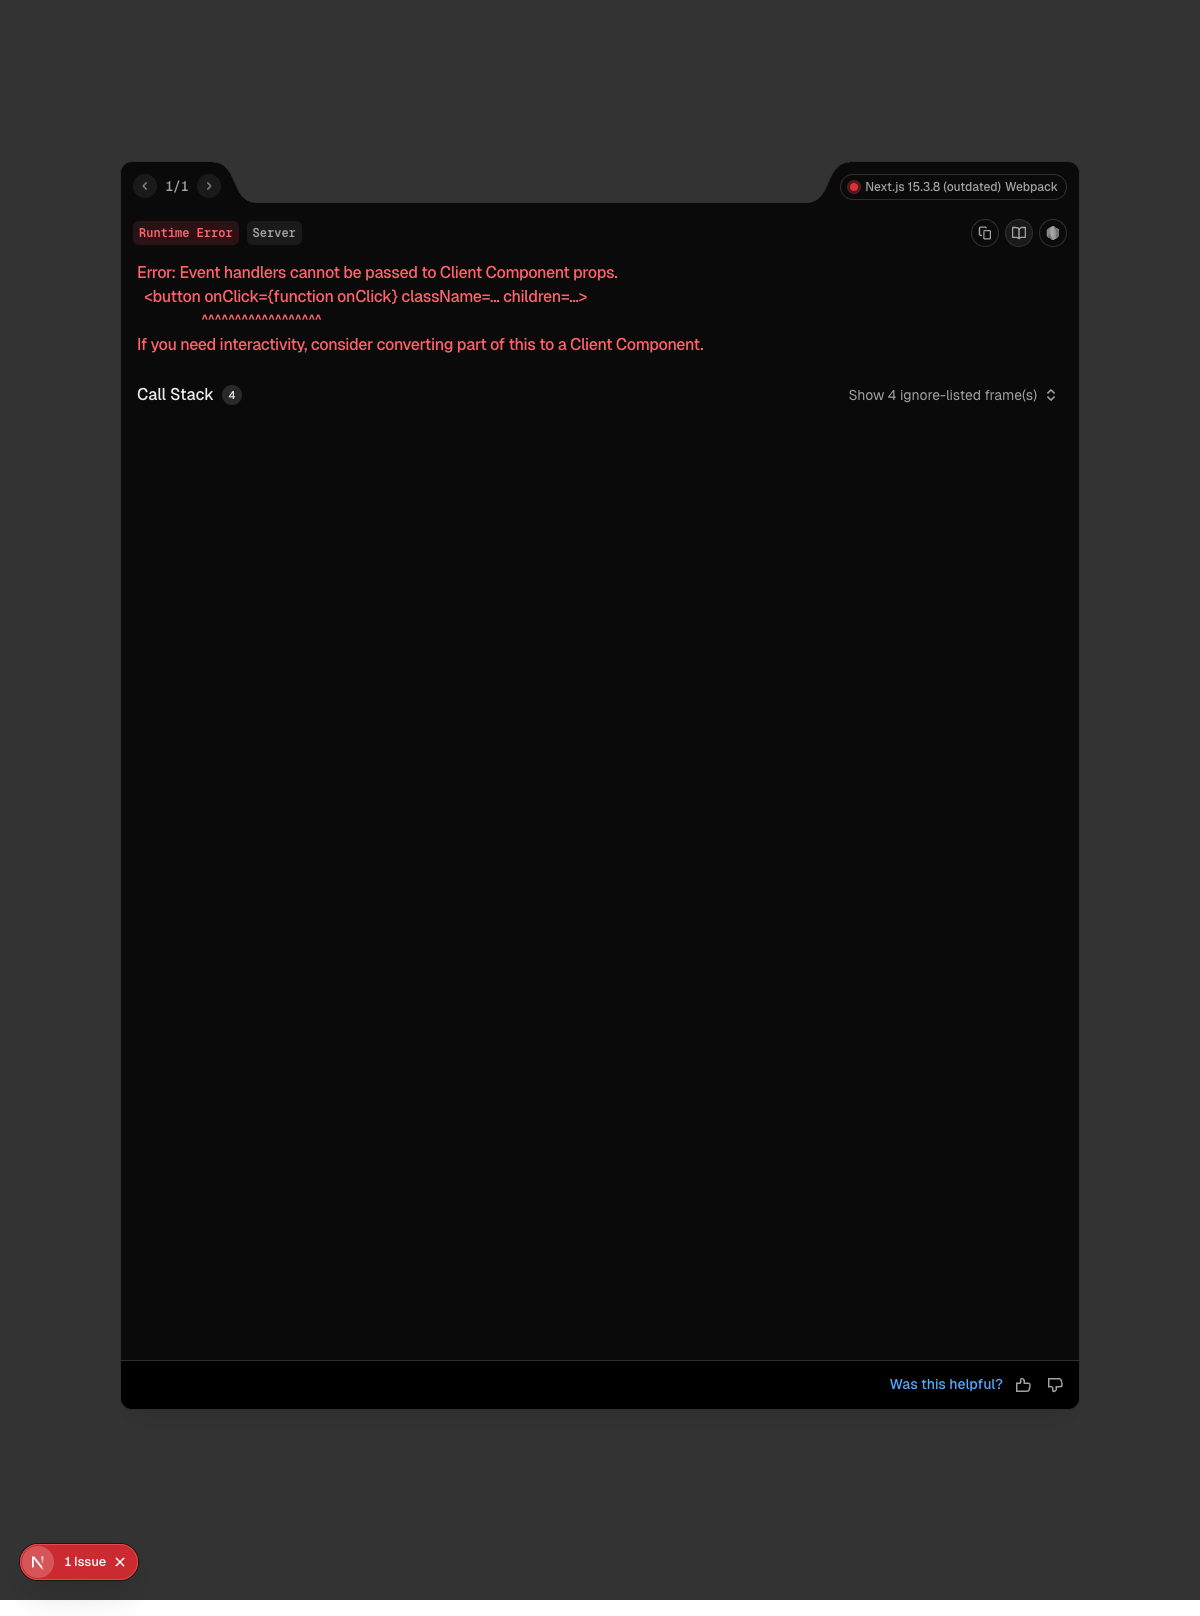 1/1
Next.js 15.3.8 (outdated) Webpack
Runtime Error
Server
Error: Event handlers cannot be passed to Client Component props.
<button onClick={function onClick} className=... children=...>
^^^^^^^^^^^^^^^^^^
If you need interactivity, consider converting part of this to a Client Component.
Call Stack 4
Show 4 ignore-listed frame(s)
Was this helpful?
N 1 Issue